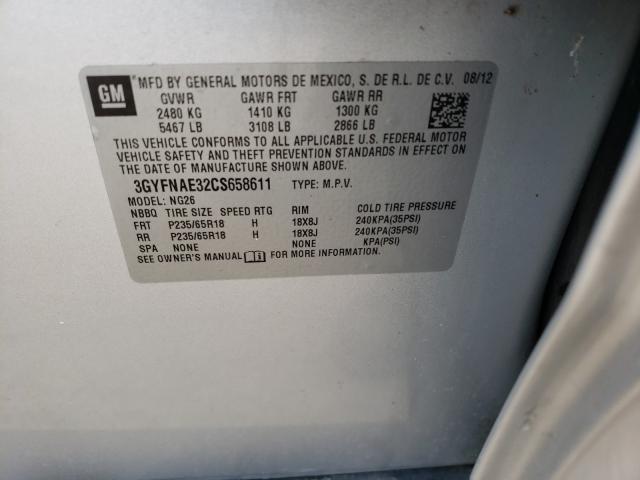 GM
*MFD BY GENERAL MOTORS DE MEXICO, S. DE R.L. DE C.V. 08/12
GVWR GAWR FRT GAWR RR
2480 KG 1410 KG 1300 KG
5467 LB 3108 LB 2866 LB
THIS VEHICLE CONFORMS TO ALL APPLICABLE U.S. FEDERAL MOTOR
VEHICLE SAFETY AND THEFT PREVENTION STANDARDS IN EFFECT ON
THE DATE OF MANUFACTURE SHOWN ABOVE.
3GYFNAE32CS658611 TYPE: M.P.V.
MODEL: NG26
NBBQ TIRE SIZE SPEED RTG RIM COLD TIRE PRESSURE
FRT P235/65R18 H 18X8J 240KPA(35PSI)
RR P235/65R18 H 18X8J 240KPA(35PSI)
SPA NONE NONE KPA(PSI)
SEE OWNER'S MANUAL FOR MORE INFORMATION.